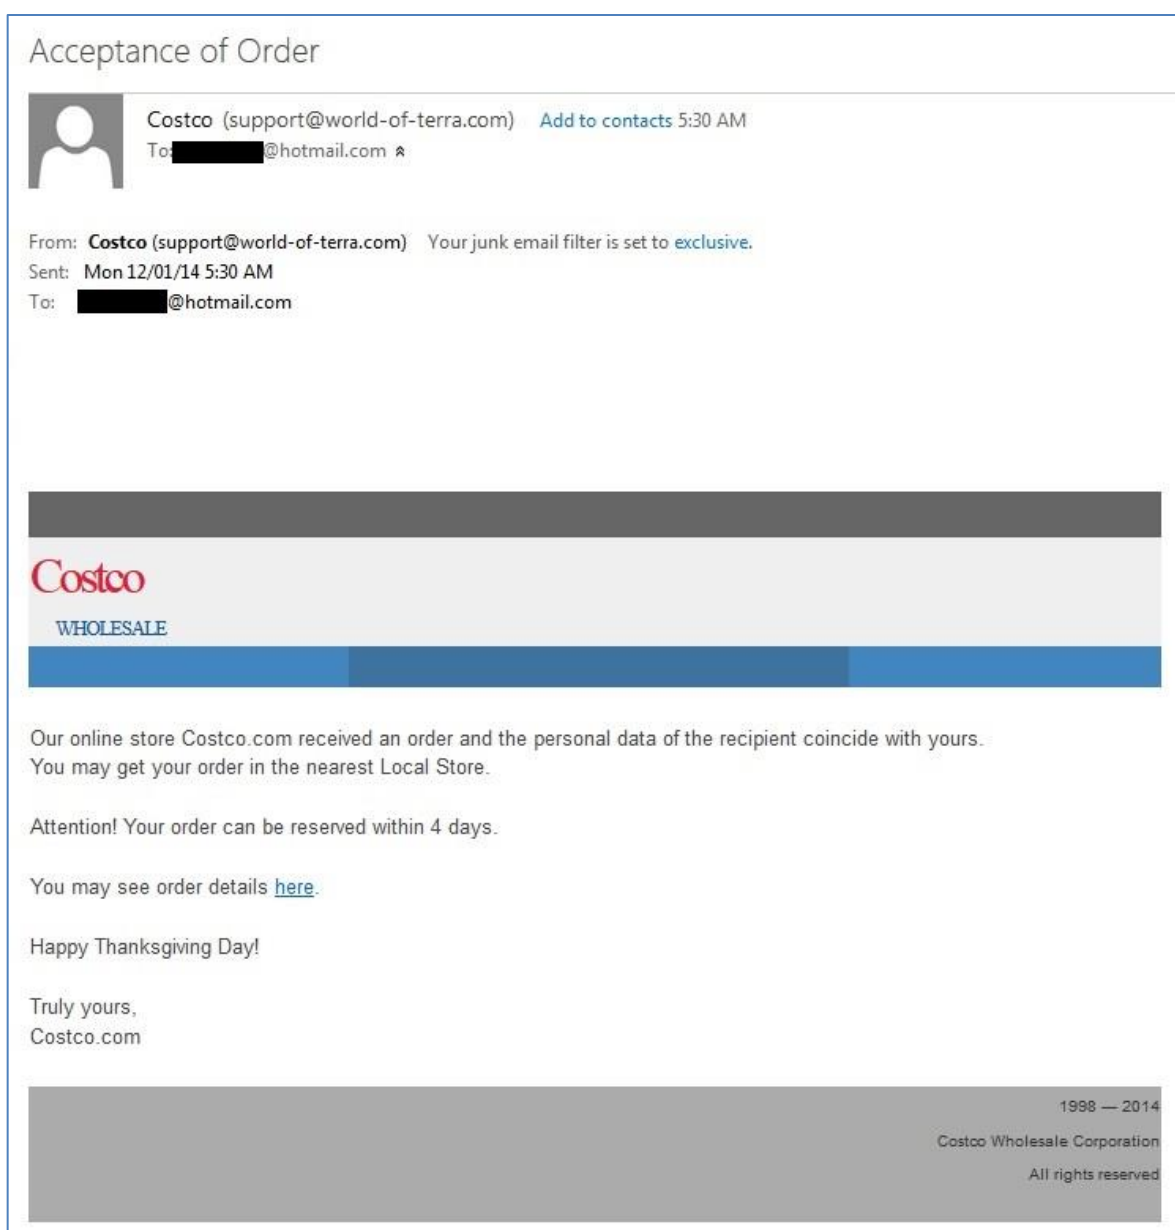 Acceptance of Order
Costco (support@world-of-terra.com) Add to contacts 5:30 AM
To: @hotmail.com
From: Costco (support@world-of-terra.com) Your junk email filter is set to exclusive.
Sent: Mon 12/01/14 5:30 AM
To: @hotmail.com
Costco
WHOLESALE
Our online store Costco.com received an order and the personal data of the recipient coincide with yours.
You may get your order in the nearest Local Store.
Attention! Your order can be reserved within 4 days.
You may see order details here.
Happy Thanksgiving Day!
Truly yours,
Costco.com
1998 — 2014
Costco Wholesale Corporation
All rights reserved